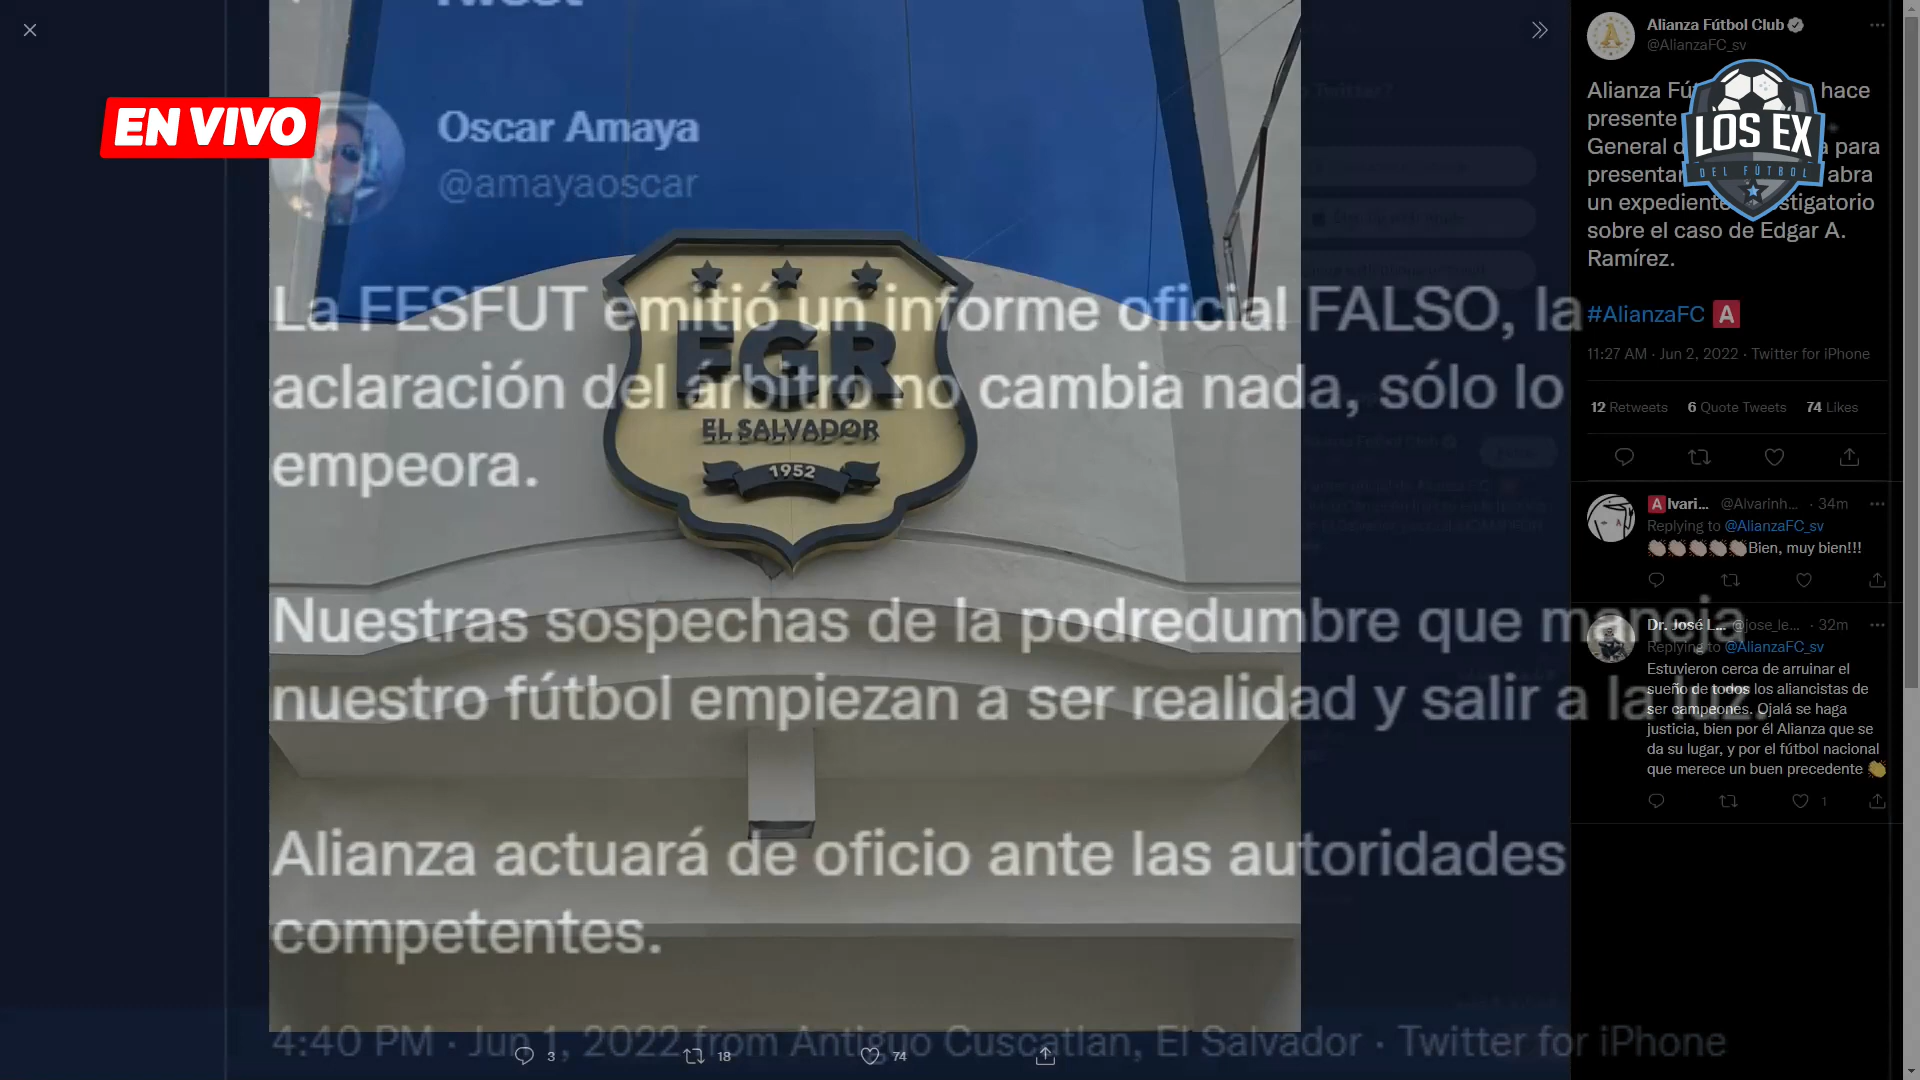 EN VIVO
Oscar Amaya
@amayaoscar
La FESFUT emitió un informe oficial FALSO, la
aclaración del árbitro no cambia nada, sólo lo
empeora.
Nuestras sospechas de la podredumbre que maneja
nuestro fútbol empiezan a ser realidad y salir a la luz.
Alianza actuará de oficio ante las autoridades
competentes.
4:40 PM · Jun 1, 2022 from Antiguo Cuscatlan, El Salvador · Twitter for iPhone
FGR
EL SALVADOR
1952
3 18 74
Alianza Fútbol Club
@AlianzaFC_sv
LOS EX
DEL FÚTBOL
Alianza hace
presente
General para
presentar abra
un expediente
sobre el caso de Edgar A.
Ramírez.
#AlianzaFC A
11:27 AM · Jun 2, 2022 · Twitter for iPhone
12 Retweets 6 Quote Tweets 74 Likes
Alvari... @Alvarinh... · 34m
Replying to @AlianzaFC_sv
👏👏👏👏👏Bien, muy bien!!!
Dr. José L... @jose_le... · 32m
Replying to @AlianzaFC_sv
Estuvieron cerca de arruinar el
sueño de todos los aliancistas de
ser campeones. Ojalá se haga
justicia, bien por él Alianza que se
da su lugar, y por el fútbol nacional
que merece un buen precedente 👏
1